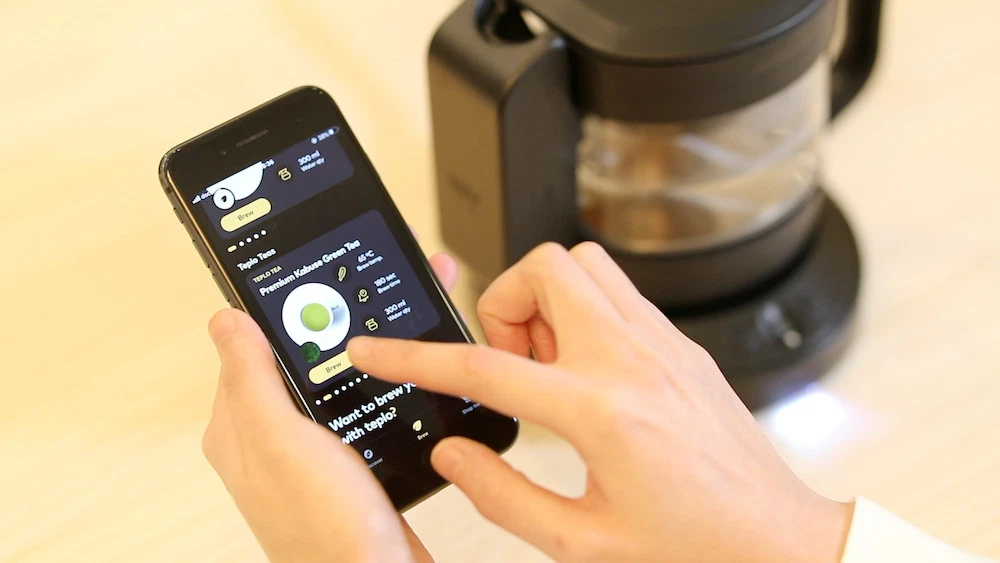 38%
300 ml
Water qty
Brew
Teplo Teas
TEPLO TEA
Premium Kabuse Green Tea
65 °C
Brew temp.
180 sec
Brew time
300 ml
Water qty
Brew
Want to brew
with teplo?
Brew